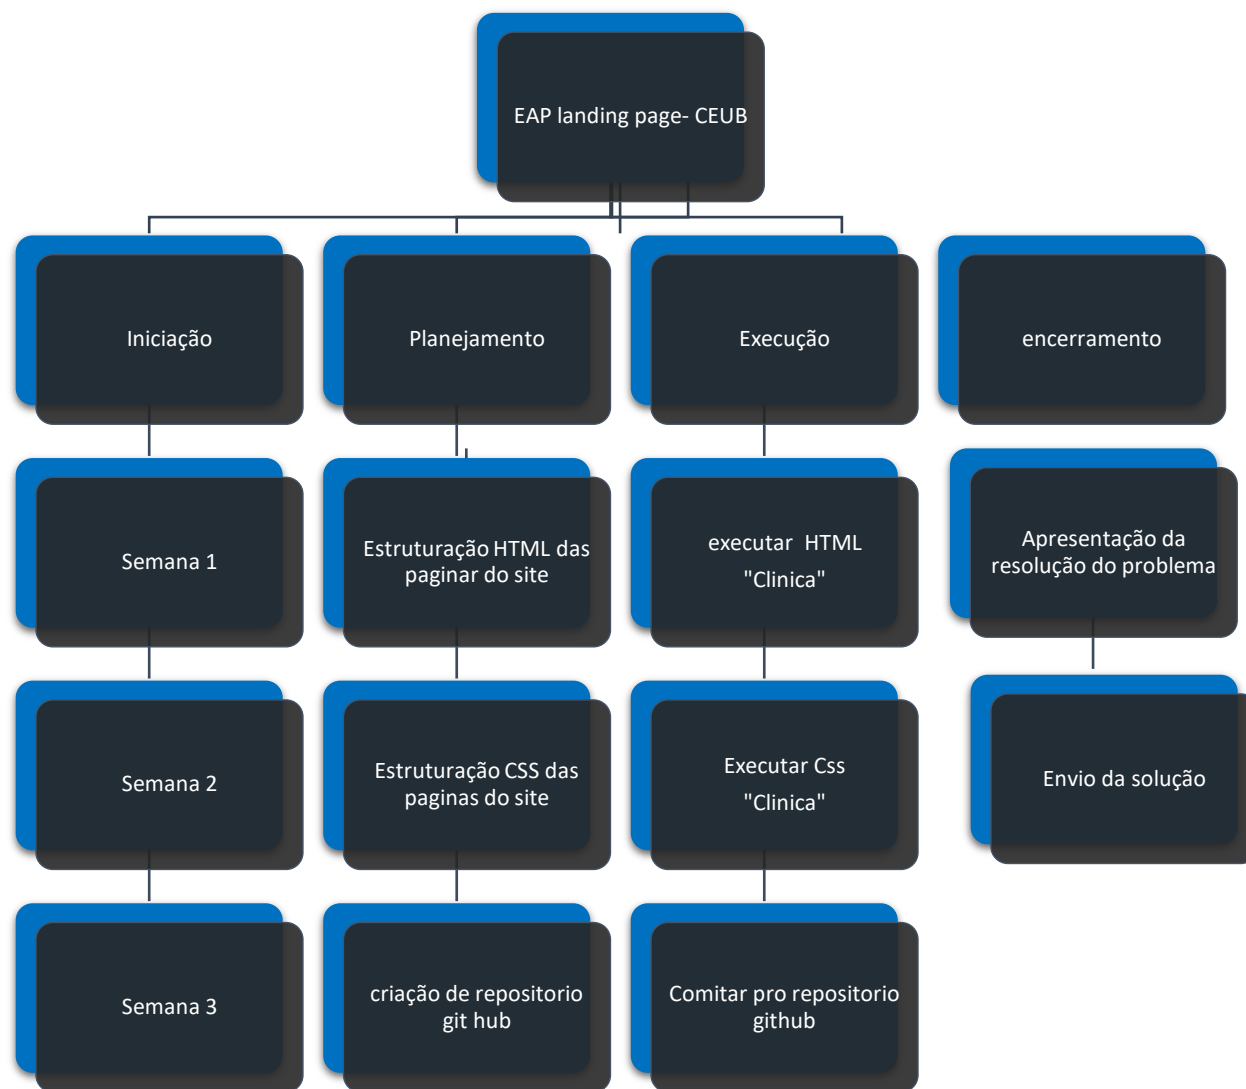 EAP landing page- CEUB
Iniciação
Planejamento
Execução
encerramento
Semana 1
Estruturação HTML das
paginar do site
executar  HTML
"Clinica"
Apresentação da
resolução do problema
Semana 2
Estruturação CSS das
paginas do site
Executar Css
"Clinica"
Envio da solução
Semana 3
criação de repositorio
git hub
Comitar pro repositorio
github